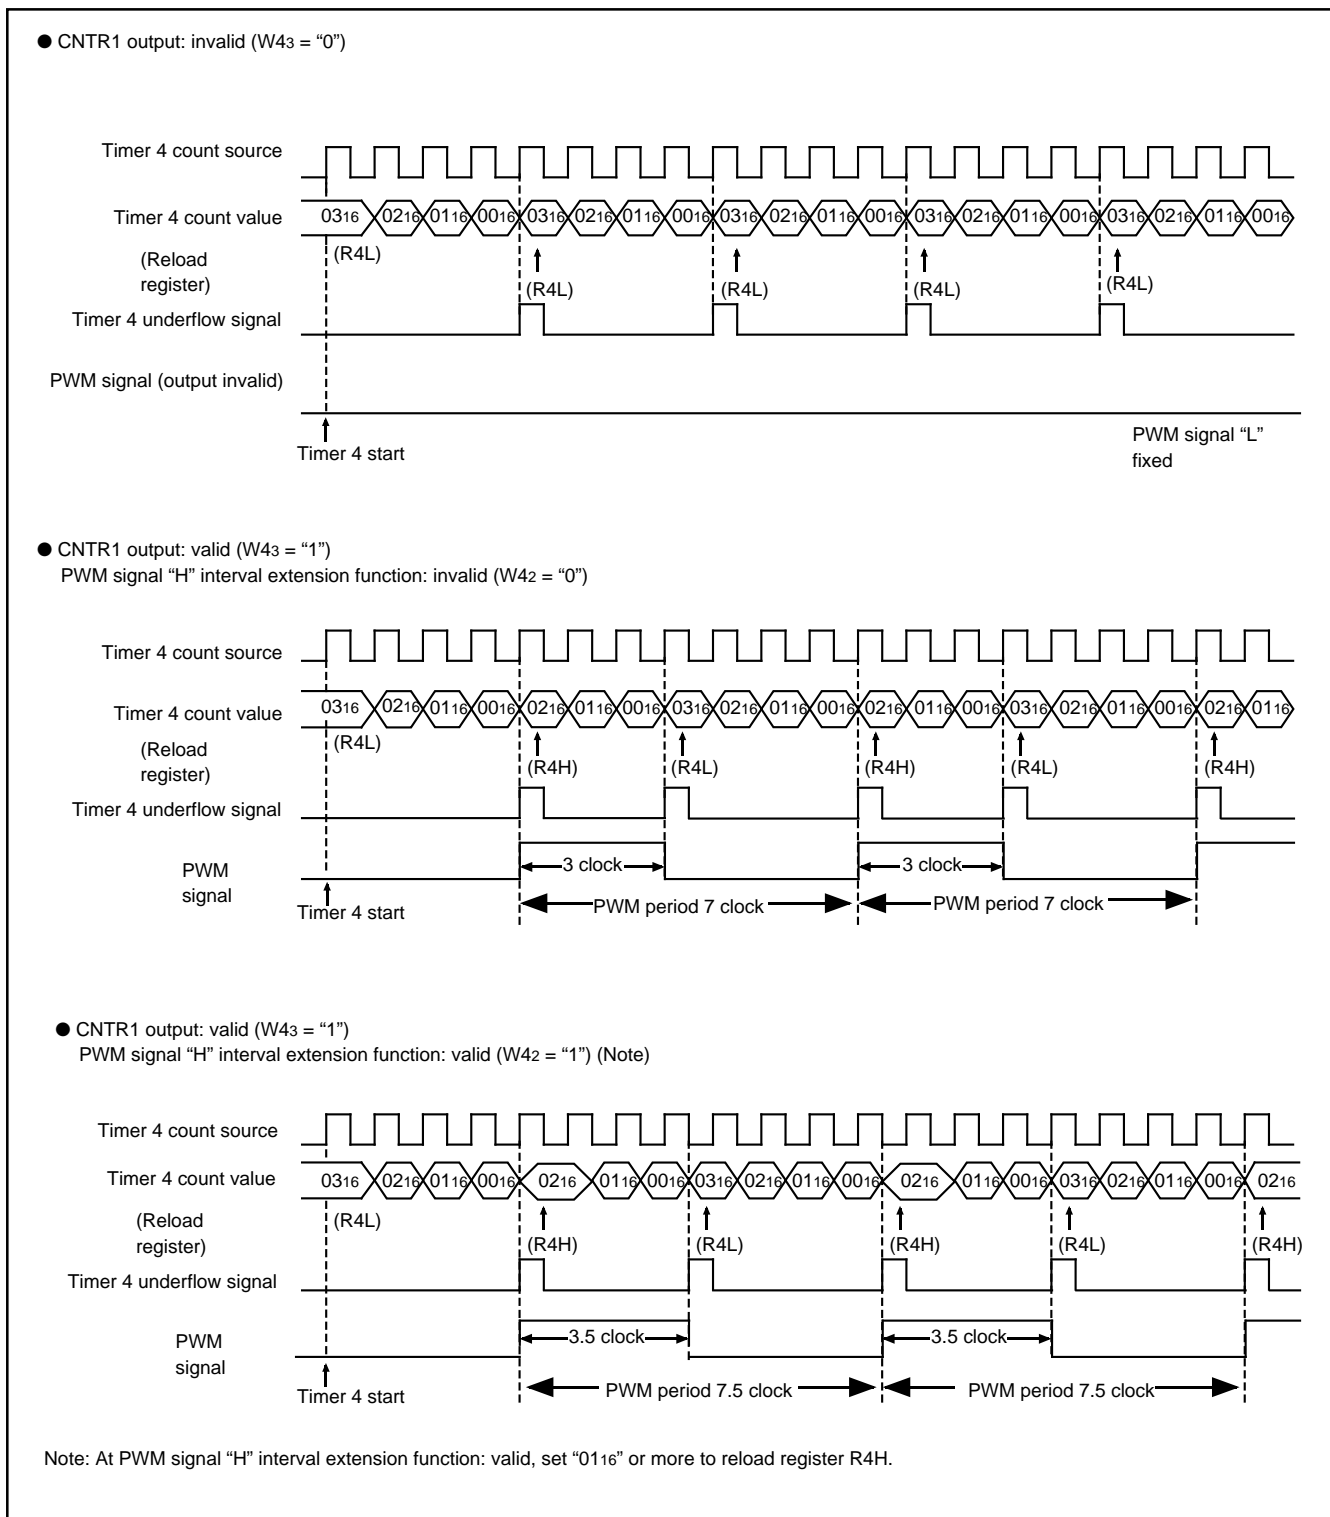 ● CNTR1 output: invalid (W43 = “0”)
Timer 4 count source
Timer 4 count value
0316 0216 0116 0016 0316 0216 0116 0016 0316 0216 0116 0016 0316 0216 0116 0016 0316 0216 0116 0016
(Reload
register)
(R4L) (R4L) (R4L) (R4L) (R4L)
Timer 4 underflow signal
PWM signal (output invalid)
Timer 4 start
PWM signal “L”
fixed
● CNTR1 output: valid (W43 = “1”)
PWM signal “H” interval extension function: invalid (W42 = “0”)
Timer 4 count source
Timer 4 count value
0316 0216 0116 0016 0216 0116 0016 0316 0216 0116 0016 0216 0116 0016 0316 0216 0116 0016 0216 0116
(Reload
register)
(R4L) (R4H) (R4L) (R4H) (R4L) (R4H)
Timer 4 underflow signal
PWM
signal
3 clock 3 clock
Timer 4 start
PWM period 7 clock PWM period 7 clock
● CNTR1 output: valid (W43 = “1”)
PWM signal “H” interval extension function: valid (W42 = “1”) (Note)
Timer 4 count source
Timer 4 count value
0316 0216 0116 0016 0216 0116 0016 0316 0216 0116 0016 0216 0116 0016 0316 0216 0116 0016 0216
(Reload
register)
(R4L) (R4H) (R4L) (R4H) (R4L) (R4H)
Timer 4 underflow signal
PWM
signal
3.5 clock 3.5 clock
Timer 4 start
PWM period 7.5 clock PWM period 7.5 clock
Note: At PWM signal “H” interval extension function: valid, set “0116” or more to reload register R4H.